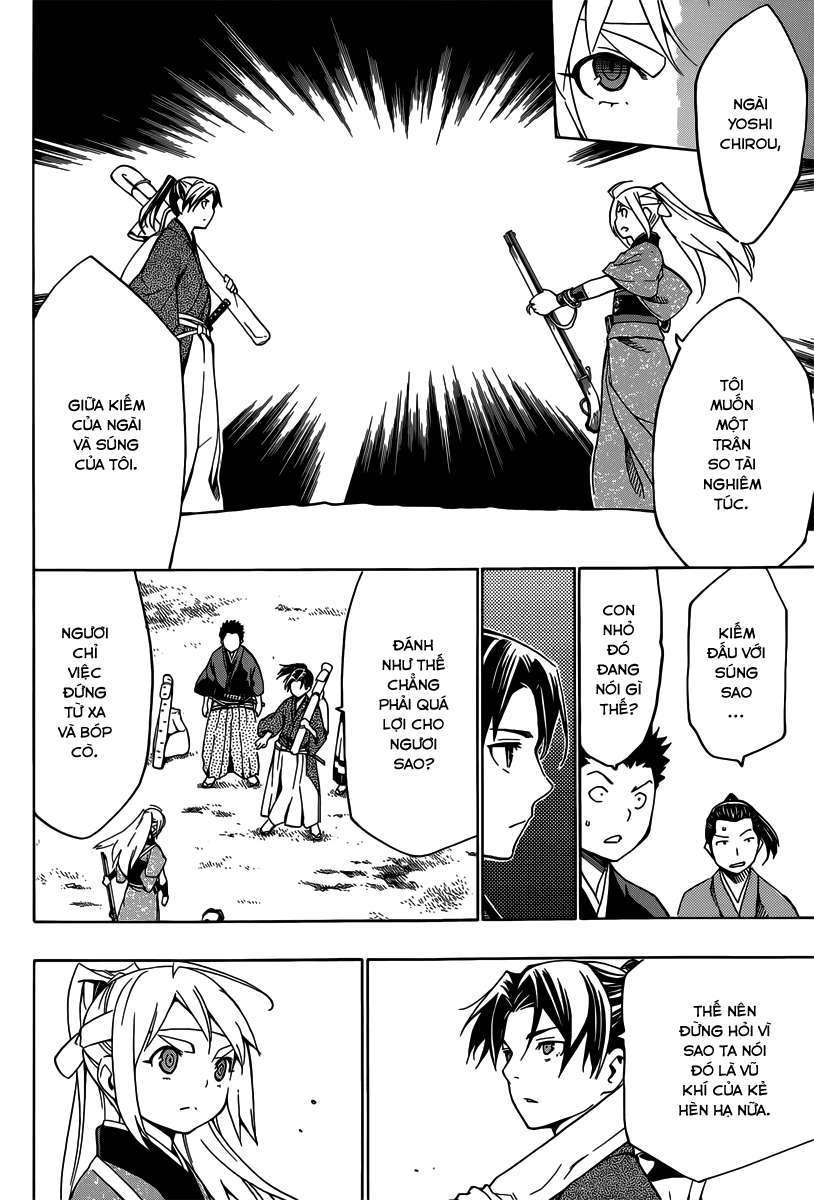 NGÀI
YOSHI
CHIROU,
TÔI
MUỐN
MỘT
TRẬN
SO TÀI
NGHIÊM
TÚC.
GIỮA KIẾM
CỦA NGÀI
VÀ SÚNG
CỦA TÔI.
KIẾM
ĐẤU VỚI
SÚNG
SAO
...
CON
NHỎ
ĐÓ
ĐANG
NÓI GÌ
THẾ?
ĐÁNH
NHƯ THẾ
CHẲNG
PHẢI QUÁ
LỢI CHO
NGƯƠI
SAO?
NGƯƠI
CHỈ
VIỆC
ĐỨNG
TỪ XA
VÀ BÓP
CÒ.
THẾ NÊN
ĐỪNG HỎI VÌ
SAO TA NÓI
ĐÓ LÀ VŨ
KHÍ CỦA KẺ
HÈN HẠ NỮA.